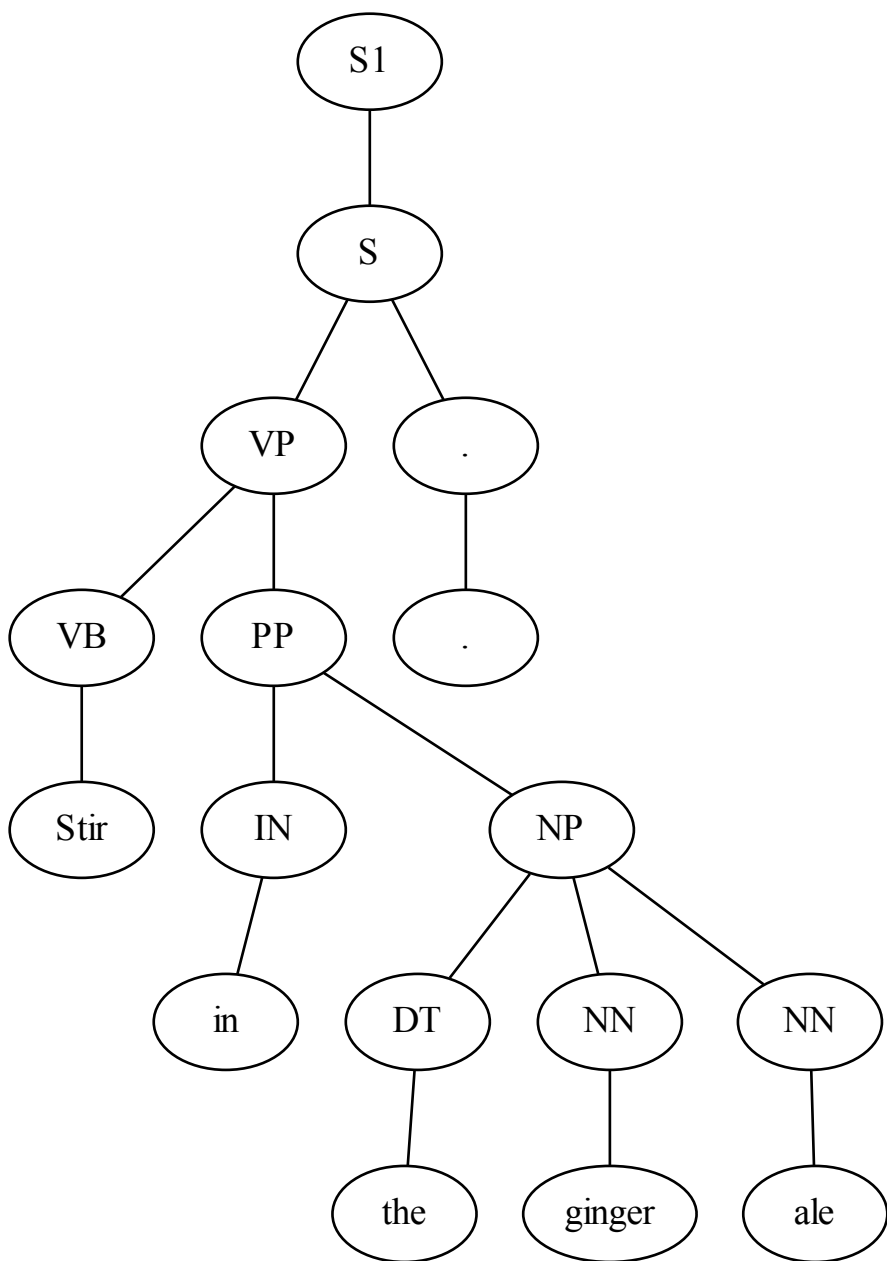 S1
S
VP .
VB PP .
Stir IN NP
in DT NN NN
the ginger ale